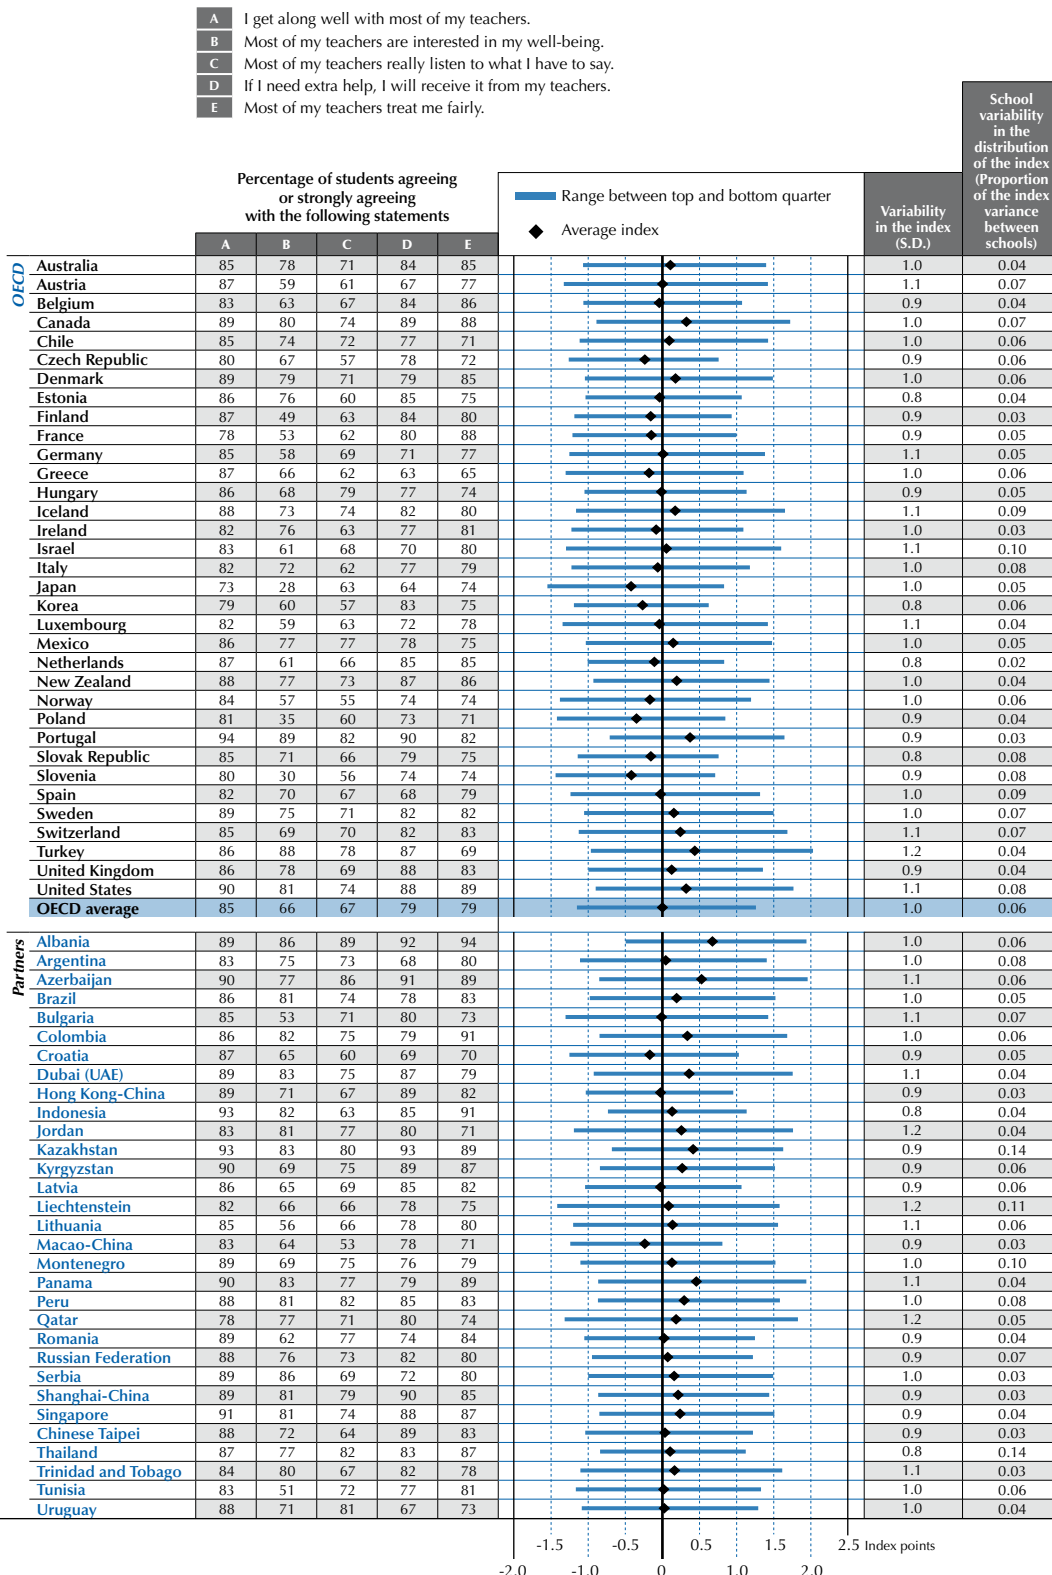 A I get along well with most of my teachers.
B Most of my teachers are interested in my well-being.
C Most of my teachers really listen to what I have to say.
D If I need extra help, I will receive it from my teachers.
E Most of my teachers treat me fairly.
Percentage of students agreeing
or strongly agreeing
with the following statements
Range between top and bottom quarter
Average index
Variability
in the index
(S.D.)
School
variability
in the
distribution
of the index
(Proportion
of the index
variance
between
schools)
A B C D E
OECD
Australia 85 78 71 84 85 1.0 0.04
Austria 87 59 61 67 77 1.1 0.07
Belgium 83 63 67 84 86 0.9 0.04
Canada 89 80 74 89 88 1.0 0.07
Chile 85 74 72 77 71 1.0 0.06
Czech Republic 80 67 57 78 72 0.9 0.06
Denmark 89 79 71 79 85 1.0 0.06
Estonia 86 76 60 85 75 0.8 0.04
Finland 87 49 63 84 80 0.9 0.03
France 78 53 62 80 88 0.9 0.05
Germany 85 58 69 71 77 1.1 0.05
Greece 87 66 62 63 65 1.0 0.06
Hungary 86 68 79 77 74 0.9 0.05
Iceland 88 73 74 82 80 1.1 0.09
Ireland 82 76 63 77 81 1.0 0.03
Israel 83 61 68 70 80 1.1 0.10
Italy 82 72 62 77 79 1.0 0.08
Japan 73 28 63 64 74 1.0 0.05
Korea 79 60 57 83 75 0.8 0.06
Luxembourg 82 59 63 72 78 1.1 0.04
Mexico 86 77 77 78 75 1.0 0.05
Netherlands 87 61 66 85 85 0.8 0.02
New Zealand 88 77 73 87 86 1.0 0.04
Norway 84 57 55 74 74 1.0 0.06
Poland 81 35 60 73 71 0.9 0.04
Portugal 94 89 82 90 82 0.9 0.03
Slovak Republic 85 71 66 79 75 0.8 0.08
Slovenia 80 30 56 74 74 0.9 0.08
Spain 82 70 67 68 79 1.0 0.09
Sweden 89 75 71 82 82 1.0 0.07
Switzerland 85 69 70 82 83 1.1 0.07
Turkey 86 88 78 87 69 1.2 0.04
United Kingdom 86 78 69 88 83 0.9 0.04
United States 90 81 74 88 89 1.1 0.08
OECD average 85 66 67 79 79 1.0 0.06
Partners
Albania 89 86 89 92 94 1.0 0.06
Argentina 83 75 73 68 80 1.0 0.08
Azerbaijan 90 77 86 91 89 1.1 0.06
Brazil 86 81 74 78 83 1.0 0.05
Bulgaria 85 53 71 80 73 1.1 0.07
Colombia 86 82 75 79 91 1.0 0.06
Croatia 87 65 60 69 70 0.9 0.05
Dubai (UAE) 89 83 75 87 79 1.1 0.04
Hong Kong-China 89 71 67 89 82 0.9 0.03
Indonesia 93 82 63 85 91 0.8 0.04
Jordan 83 81 77 80 71 1.2 0.04
Kazakhstan 93 83 80 93 89 0.9 0.14
Kyrgyzstan 90 69 75 89 87 0.9 0.06
Latvia 86 65 69 85 82 0.9 0.06
Liechtenstein 82 66 66 78 75 1.2 0.11
Lithuania 85 56 66 78 80 1.1 0.06
Macao-China 83 64 53 78 71 0.9 0.03
Montenegro 89 69 75 76 79 1.0 0.10
Panama 90 83 77 79 89 1.1 0.04
Peru 88 81 82 85 83 1.0 0.08
Qatar 78 77 71 80 74 1.2 0.05
Romania 89 62 77 74 84 0.9 0.04
Russian Federation 88 76 73 82 80 0.9 0.07
Serbia 89 86 69 72 80 1.0 0.03
Shanghai-China 89 81 79 90 85 0.9 0.03
Singapore 91 81 74 88 87 0.9 0.04
Chinese Taipei 88 72 64 89 83 0.9 0.03
Thailand 87 77 82 83 87 0.8 0.14
Trinidad and Tobago 84 80 67 82 78 1.1 0.03
Tunisia 83 51 72 77 81 1.0 0.06
Uruguay 88 71 81 67 73 1.0 0.04
-1.5 -0.5 0.5 1.5 2.5 Index points
-2.0 -1.0 0 1.0 2.0